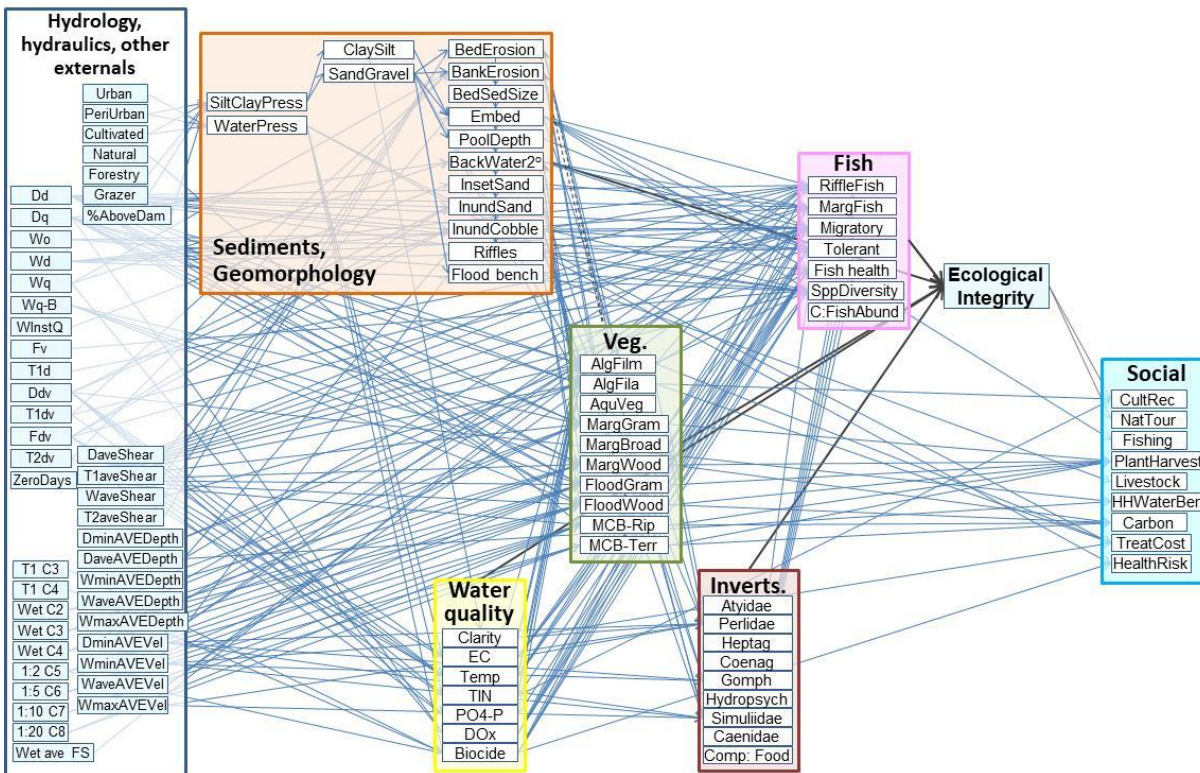 Hydrology,
hydraulics, other
externals
Urban
PeriUrban
Cultivated
Natural
Forestry
Grazer
%AboveDam
Dd
Dq
Wo
Wd
Wq
Wq-B
WInstQ
Fv
T1d
Ddv
T1dv
Fdv
T2dv
ZeroDays
DaveShear
T1aveShear
WaveShear
T2aveShear
DminAVEDepth
DaveAVEDepth
WminAVEDepth
WaveAVEDepth
WmaxAVEDepth
DminAVEVel
WminAVEVel
WaveAVEVel
WmaxAVEVel
T1 C3
T1 C4
Wet C2
Wet C3
Wet C4
1:2 C5
1:5 C6
1:10 C7
1:20 C8
Wet ave FS
SiltClayPress
WaterPress
ClaySilt
SandGravel
BedErosion
BankErosion
BedSedSize
Embed
PoolDepth
BackWater2º
InsetSand
InundSand
InundCobble
Riffles
Flood bench
Sediments,
Geomorphology
Veg.
AlgFilm
AlgFila
AquVeg
MargGram
MargBroad
MargWood
FloodGram
FloodWood
MCB-Rip
MCB-Terr
Water
quality
Clarity
EC
Temp
TIN
PO4-P
DOx
Biocide
Fish
RiffleFish
MargFish
Migratory
Tolerant
Fish health
SppDiversity
C:FishAbund
Inverts.
Atyidae
Perlidae
Heptag
Coenag
Gomph
Hydropsych
Simuliidae
Caenidae
Comp: Food
Ecological
Integrity
Social
CultRec
NatTour
Fishing
PlantHarvest
Livestock
HHWaterBen
Carbon
TreatCost
HealthRisk